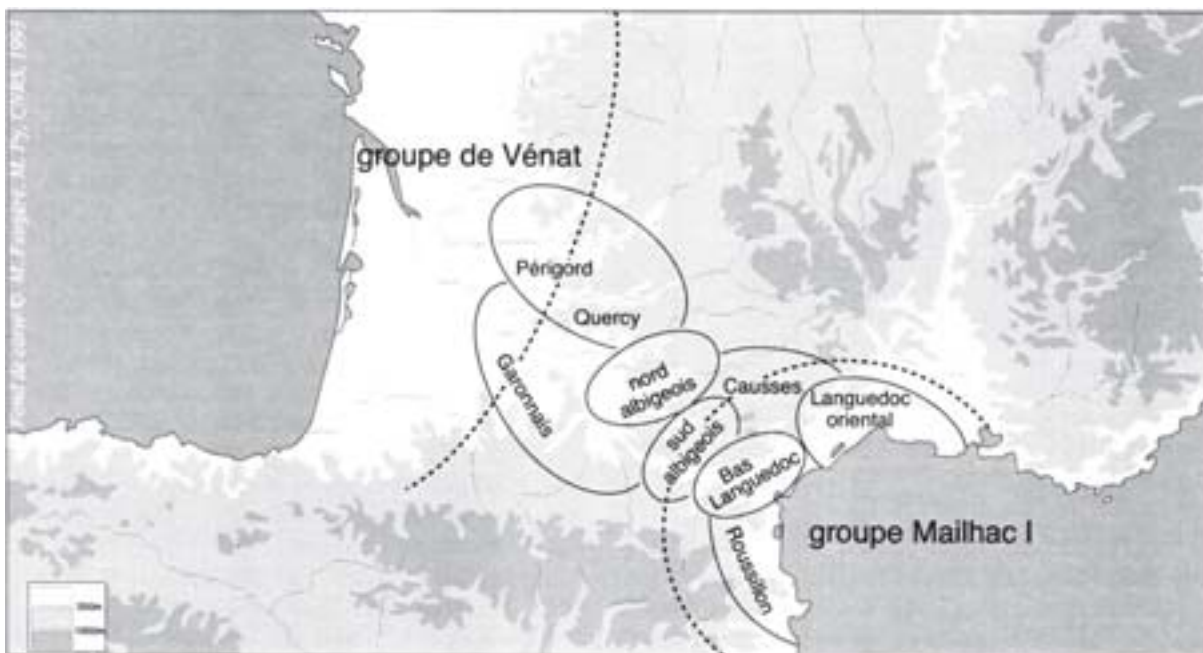 groupe de Vénat
Périgord
Quercy
Garonnais
nord
albigeois
Causses
Languedoc
oriental
sud
albigeois
Bas
Languedoc
groupe Mailhac I
Roussillon